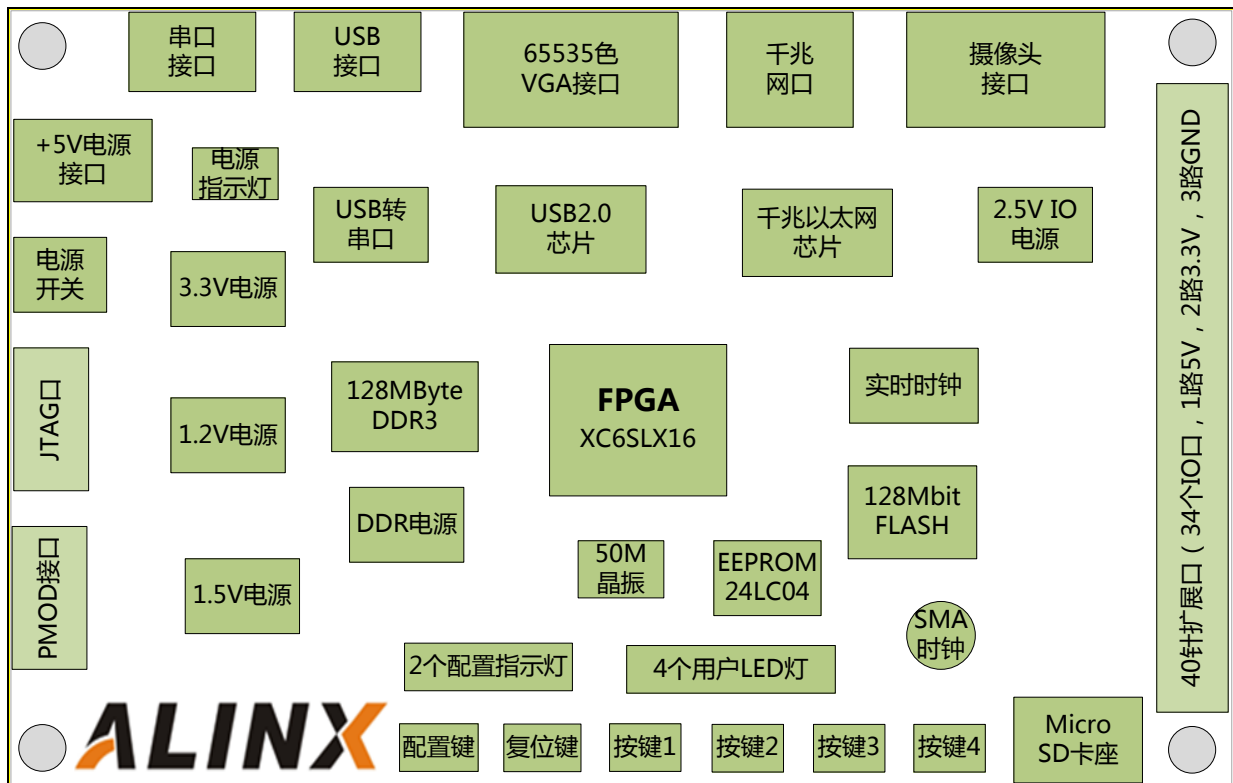 串口
接口
USB
接口
65535色
VGA接口
千兆
网口
摄像头
接口
+5V电源
接口
电源
指示灯
USB转
串口
USB2.0
芯片
千兆以太网
芯片
2.5V IO
电源
电源
开关
3.3V电源
40针扩展口（34个IO口，1路5V，2路3.3V，3路GND
JTAG口
1.2V电源
128MByte
DDR3
FPGA
XC6SLX16
实时时钟
DDR电源
128Mbit
FLASH
PMOD接口
1.5V电源
50M
晶振
EEPROM
24LC04
SMA
时钟
2个配置指示灯
4个用户LED灯
ALINX
配置键
复位键
按键1
按键2
按键3
按键4
Micro
SD卡座